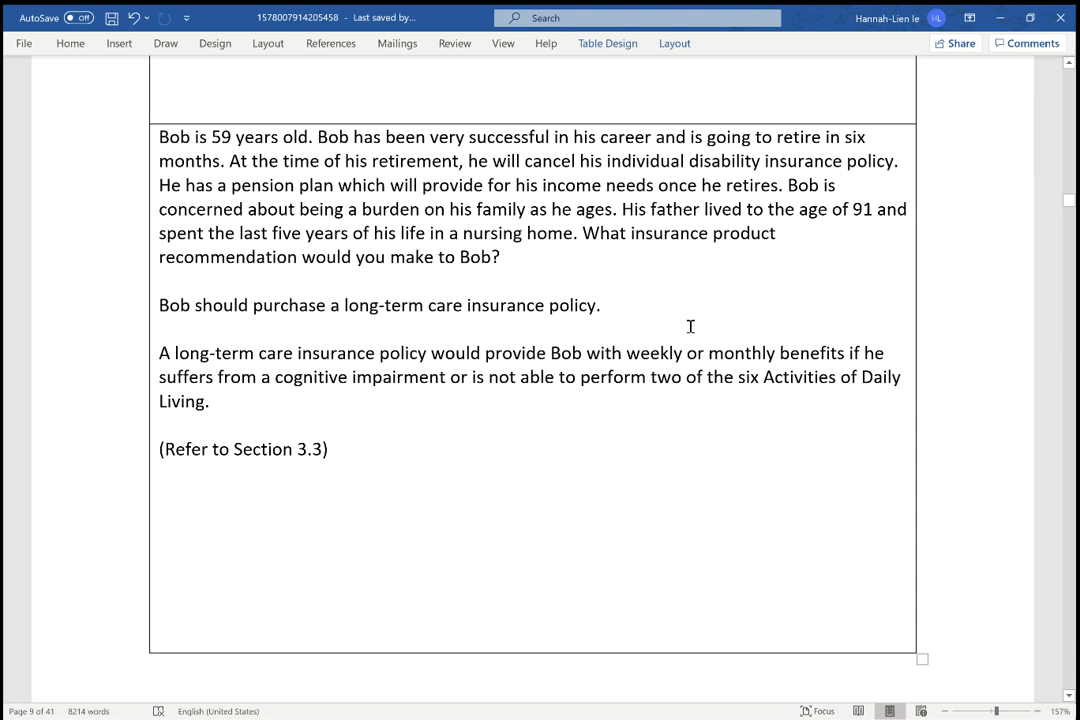 AutoSave Off 1578007914205458 - Last saved by... Search Hannah-Lien le HL
File Home Insert Draw Design Layout References Mailings Review View Help Table Design Layout Share Comments
Bob is 59 years old. Bob has been very successful in his career and is going to retire in six
months. At the time of his retirement, he will cancel his individual disability insurance policy.
He has a pension plan which will provide for his income needs once he retires. Bob is
concerned about being a burden on his family as he ages. His father lived to the age of 91 and
spent the last five years of his life in a nursing home. What insurance product
recommendation would you make to Bob?
Bob should purchase a long-term care insurance policy.
A long-term care insurance policy would provide Bob with weekly or monthly benefits if he
suffers from a cognitive impairment or is not able to perform two of the six Activities of Daily
Living.
(Refer to Section 3.3)
Page 9 of 41 8214 words English (United States) Focus 157%